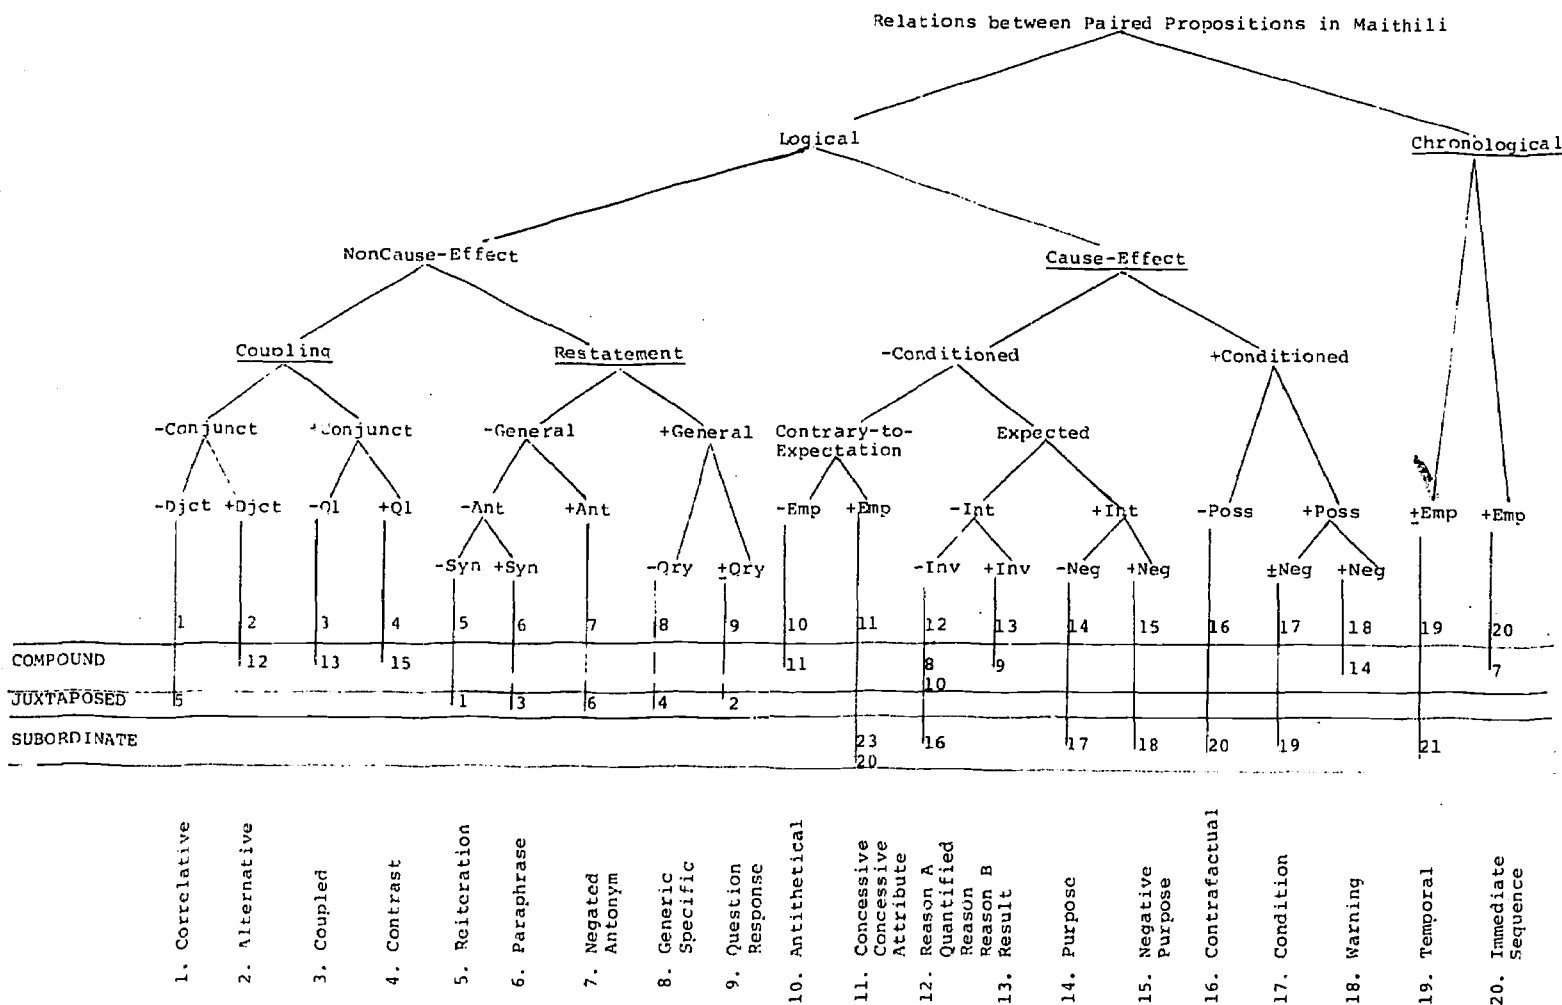 Relations between Paired Propositions in Maithili
Logical
Chronological
NonCause-Effect
Cause-Effect
Coupling
Restatement
-Conditioned
+Conditioned
-Conjunct
+Conjunct
-General
+General
Contrary-to-
Expectation
Expected
-Djct +Djct -Ql +Ql -Ant +Ant -Emp +Emp -Int +Int -Poss +Poss ±Emp +Emp
-Syn +Syn -Qry ±Qry -Inv +Inv -Neg +Neg ±Neg +Neg
1 2 3 4 5 6 7 8 9 10 11 12 13 14 15 16 17 18 19 20
COMPOUND 12 13 15 11 8 9 14 7
10
JUXTAPOSED 5 1 3 6 4 2
SUBORDINATE 23 16 17 18 20 19 21
20
1. Correlative
2. Alternative
3. Coupled
4. Contrast
5. Reiteration
6. Paraphrase
7. Negated
Antonym
8. Generic
Specific
9. Question
Response
10. Antithetical
11. Concessive
Concessive
Attribute
12. Reason A
Quantified
Reason
Reason B
13. Result
14. Purpose
15. Negative
Purpose
16. Contrafactual
17. Condition
18. Warning
19. Temporal
20. Immediate
Sequence